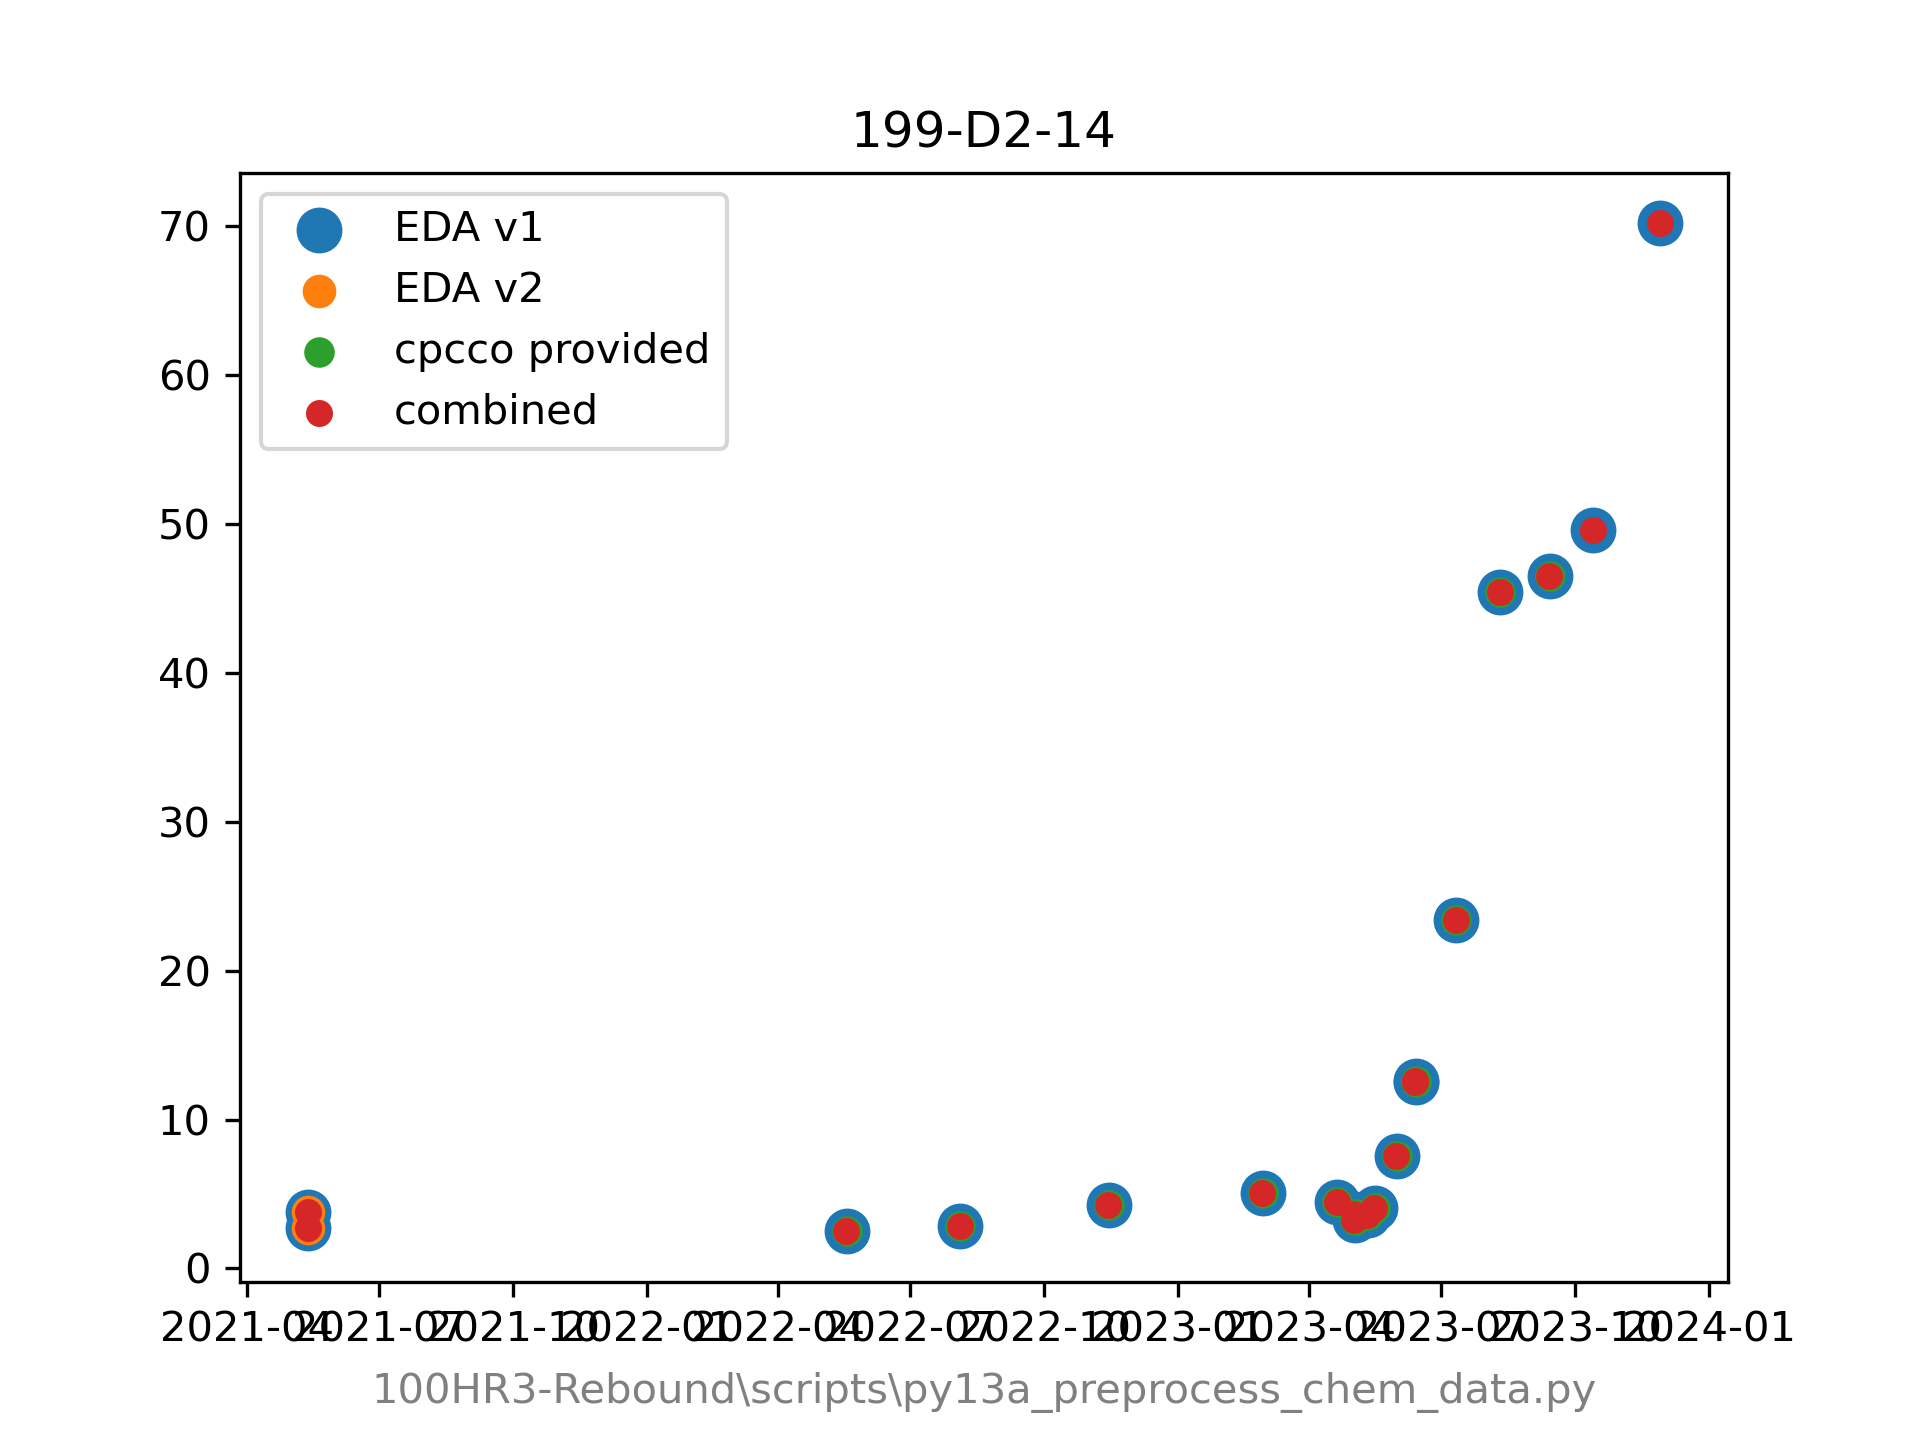 199-D2-14
70
60
50
40
30
20
10
0
EDA v1
EDA v2
cpcco provided
combined
2021-04 2021-07 2021-10 2022-01 2022-04 2022-07 2022-10 2023-01 2023-04 2023-07 2023-10 2024-01
100HR3-Rebound\scripts\py13a_preprocess_chem_data.py